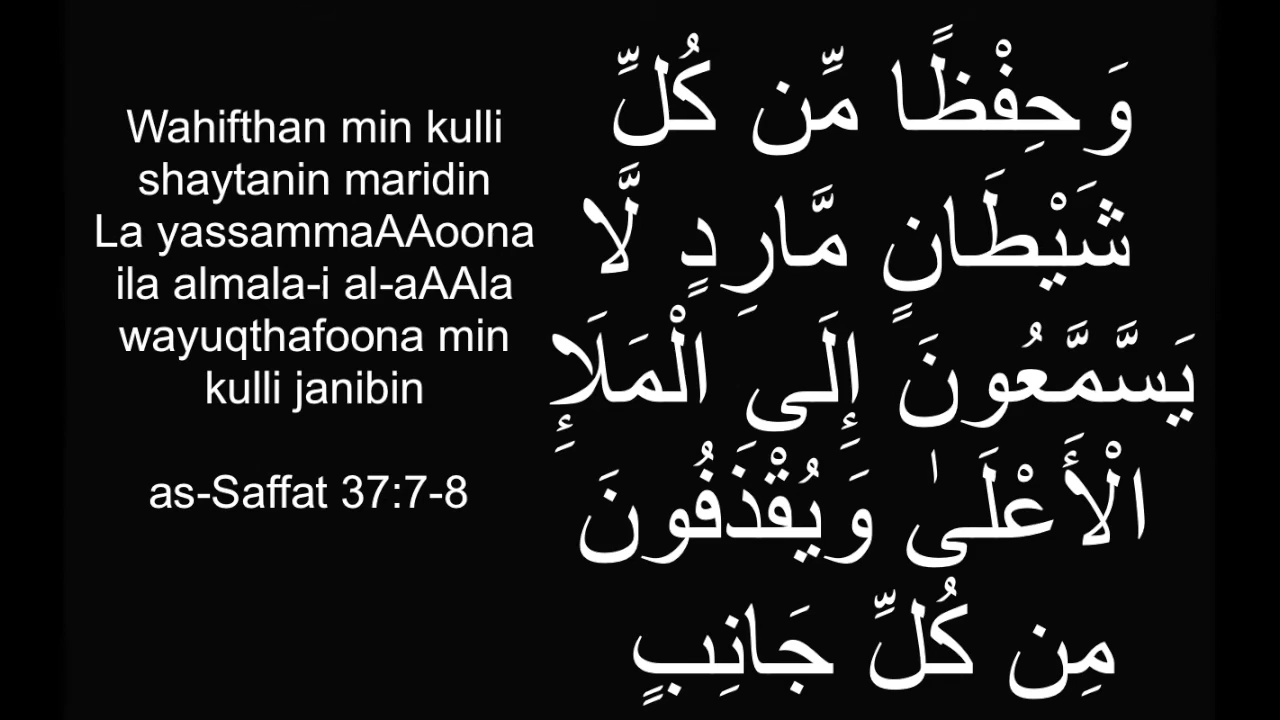 Wahifthan min kulli
shaytanin maridin
La yassammaAAoona
ila almala-i al-aAAla
wayuqthafoona min
kulli janibin
as-Saffat 37:7-8
وَحِفْظًا مِّن كُلِّ
شَيْطَانٍ مَّارِدٍ لَّا
يَسَّمَّعُونَ إِلَى الْمَلَإِ
الْأَعْلَىٰ وَيُقْذَفُونَ
مِن كُلِّ جَانِبٍ